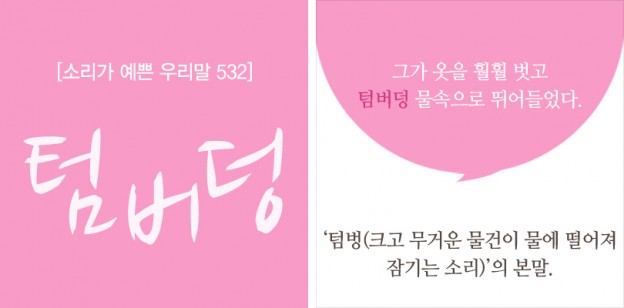 [소리가 예쁜 우리말 532]
텀버덩
그가 옷을 훨훨 벗고
텀버덩 물속으로 뛰어들었다.
‘텀벙(크고 무거운 물건이 물에 떨어져
잠기는 소리)’의 본말.